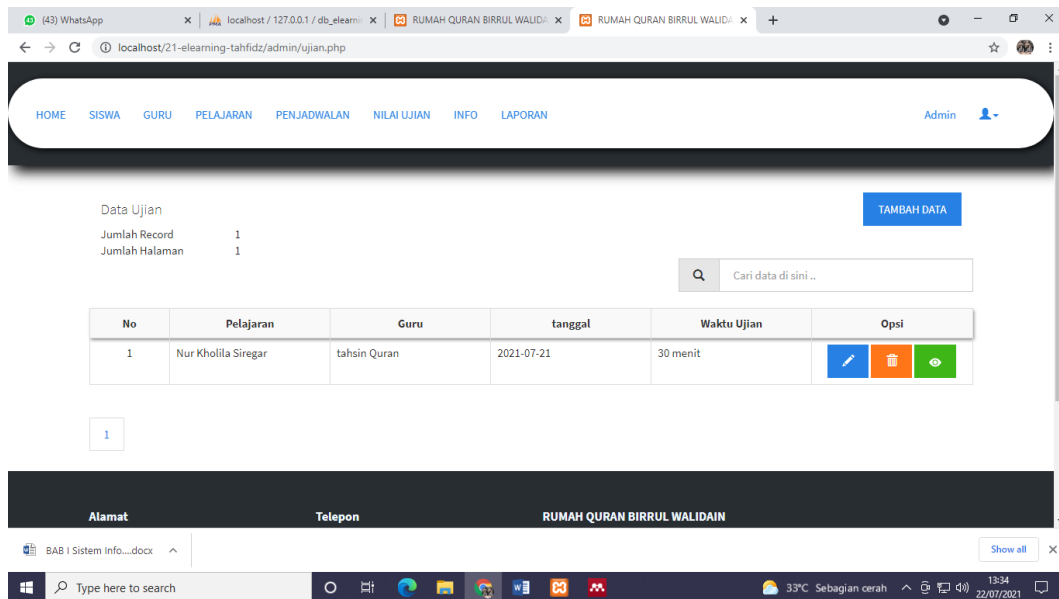 (43) WhatsApp
localhost / 127.0.0.1 / db_elearni
RUMAH QURAN BIRRUL WALIDA
RUMAH QURAN BIRRUL WALIDA
localhost/21-elearning-tahfidz/admin/ujian.php
HOME SISWA GURU PELAJARAN PENJADWALAN NILAI UJIAN INFO LAPORAN Admin
Data Ujian
TAMBAH DATA
Jumlah Record 1
Jumlah Halaman 1
Cari data di sini ..
No Pelajaran Guru tanggal Waktu Ujian Opsi
1 Nur Kholila Siregar tahsin Quran 2021-07-21 30 menit
1
Alamat Telepon RUMAH QURAN BIRRUL WALIDAIN
BAB I Sistem Info....docx
Show all
Type here to search
33°C Sebagian cerah
13:34
22/07/2021